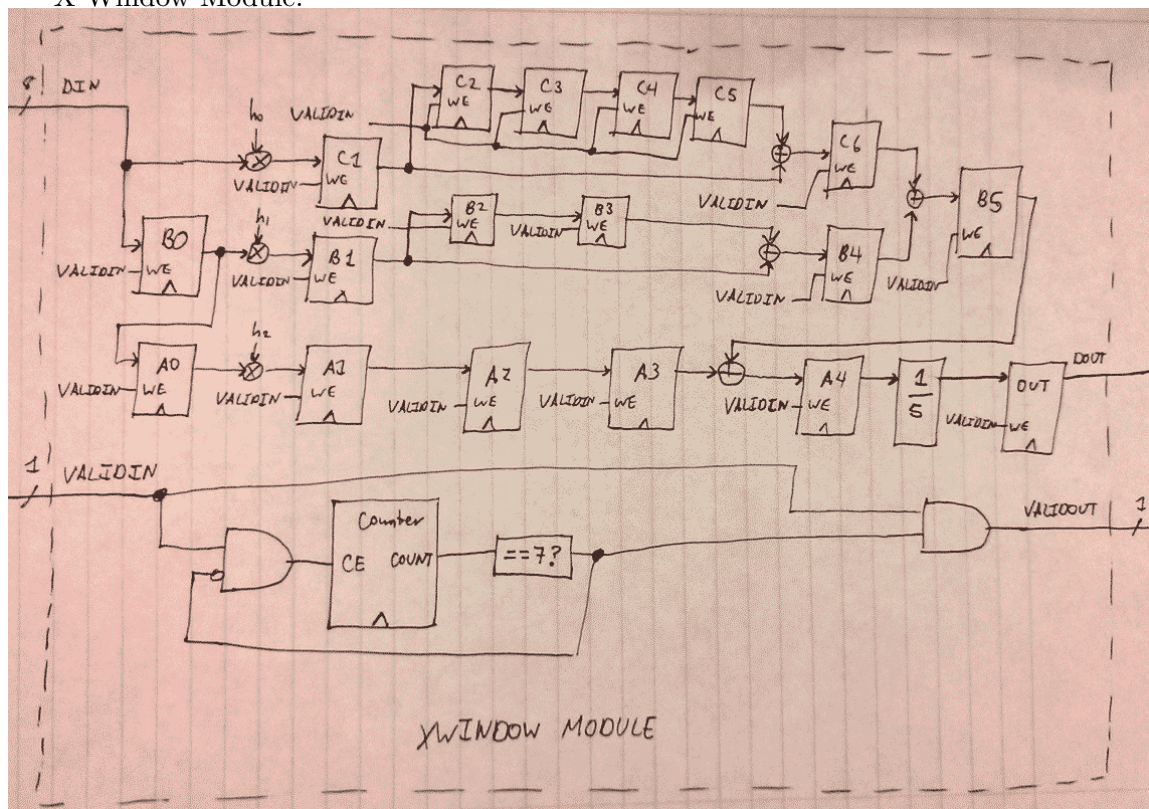 X Window Module:
8 DIN
h0 VALIDIN
C2 WE
C3 WE
C4 WE
C5 WE
C1 WE
VALIDIN
C6 WE
VALIDIN
B0 WE
VALIDIN
h1
B1 WE
VALIDIN
VALIDIN
B2 WE
VALIDIN
B3 WE
B4 WE
VALIDIN
B5 WE
VALIDIN
A0 WE
VALIDIN
h2
A1 WE
VALIDIN
A2 WE
VALIDIN
A3 WE
VALIDIN
A4 WE
VALIDIN
1
5
OUT WE
VALIDIN
DOUT
1 VALIDIN
Counter
CE COUNT
==7?
VALIDOUT 1
XWINDOW MODULE